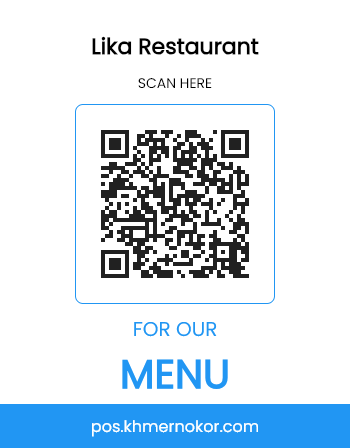 Lika Restaurant
SCAN HERE
FOR OUR
MENU
pos.khmernokor.com